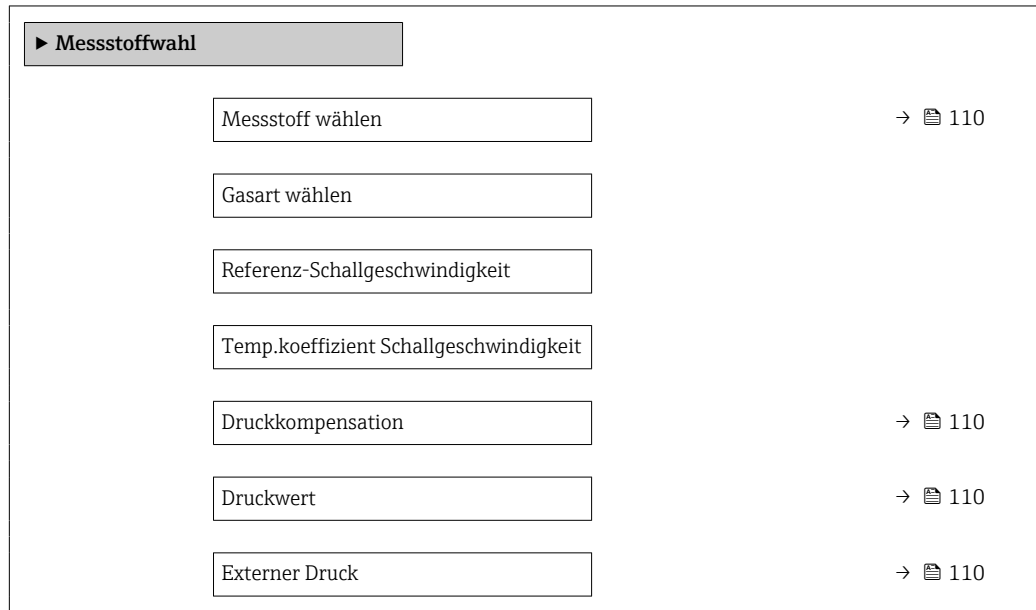 ▶ Messstoffwahl
Messstoff wählen → 110
Gasart wählen
Referenz-Schallgeschwindigkeit
Temp.koeffizient Schallgeschwindigkeit
Druckkompensation → 110
Druckwert → 110
Externer Druck → 110